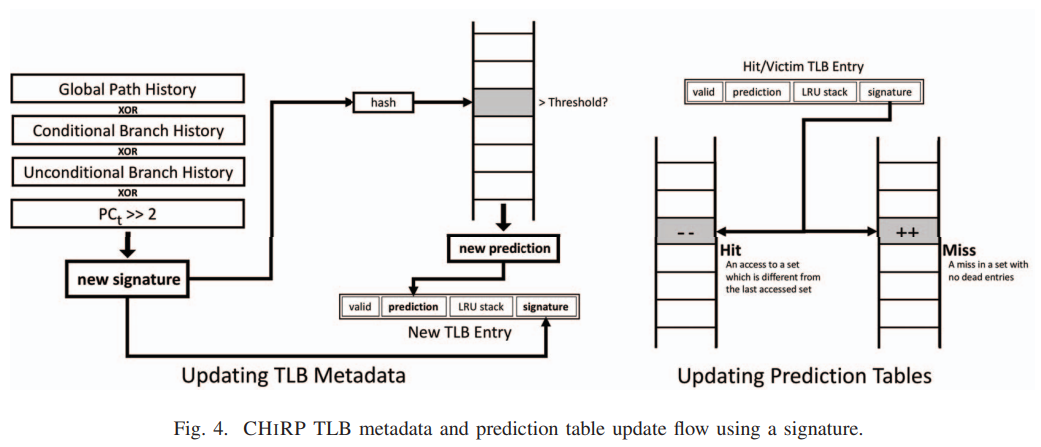 Global Path History
XOR
Conditional Branch History
XOR
Unconditional Branch History
XOR
PCt >> 2
new signature
hash
> Threshold?
new prediction
valid prediction LRU stack signature
New TLB Entry
Updating TLB Metadata
Hit/Victim TLB Entry
valid prediction LRU stack signature
--
Hit
An access to a set
which is different from
the last accessed set
++
Miss
A miss in a set with
no dead entries
Updating Prediction Tables
Fig. 4. CHIRP TLB metadata and prediction table update flow using a signature.